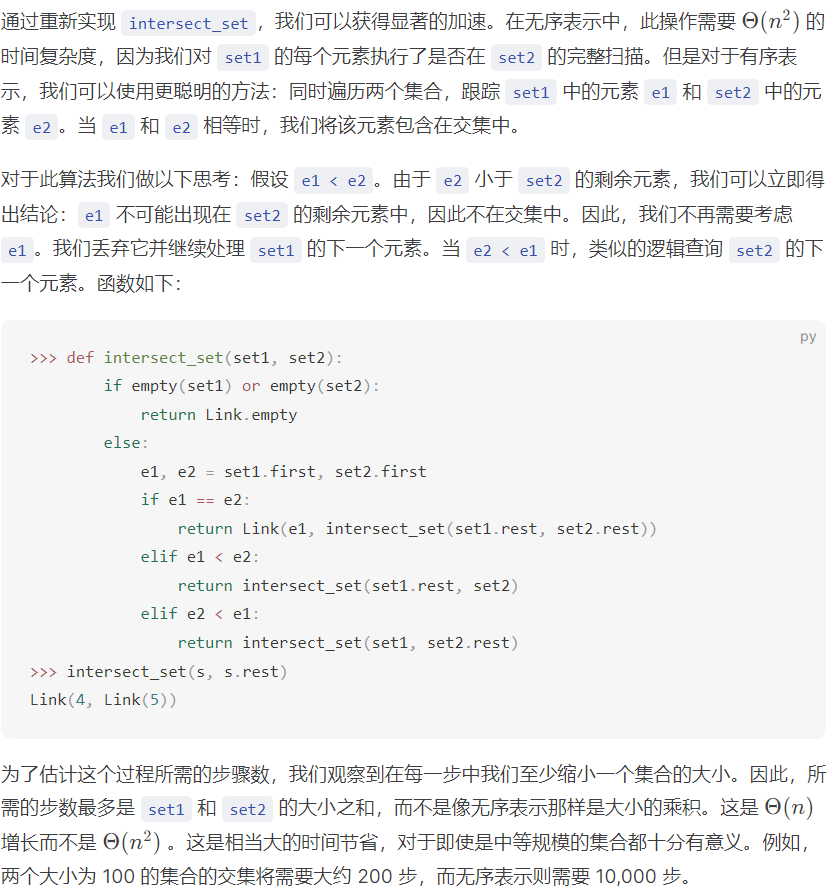 通过重新实现 intersect_set，我们可以获得显著的加速。在无序表示中，此操作需要 Θ(n²) 的
时间复杂度，因为我们对 set1 的每个元素执行了是否在 set2 的完整扫描。但是对于有序表
示，我们可以使用更聪明的方法：同时遍历两个集合，跟踪 set1 中的元素 e1 和 set2 中的元
素 e2。当 e1 和 e2 相等时，我们将该元素包含在交集中。
对于此算法我们做以下思考：假设 e1 < e2。由于 e2 小于 set2 的剩余元素，我们可以立即得
出结论：e1 不可能出现在 set2 的剩余元素中，因此不在交集中。因此，我们不再需要考虑
e1。我们丢弃它并继续处理 set1 的下一个元素。当 e2 < e1 时，类似的逻辑查询 set2 的下
一个元素。函数如下：
py
>>> def intersect_set(set1, set2):
        if empty(set1) or empty(set2):
            return Link.empty
        else:
            e1, e2 = set1.first, set2.first
            if e1 == e2:
                return Link(e1, intersect_set(set1.rest, set2.rest))
            elif e1 < e2:
                return intersect_set(set1.rest, set2)
            elif e2 < e1:
                return intersect_set(set1, set2.rest)
>>> intersect_set(s, s.rest)
Link(4, Link(5))
为了估计这个过程所需的步骤数，我们观察到在每一步中我们至少缩小一个集合的大小。因此，所
需的步数最多是 set1 和 set2 的大小之和，而不是像无序表示那样是大小的乘积。这是 Θ(n)
增长而不是 Θ(n²) 。这是相当大的时间节省，对于即使是中等规模的集合都十分有意义。例如，
两个大小为 100 的集合的交集将需要大约 200 步，而无序表示则需要 10,000 步。